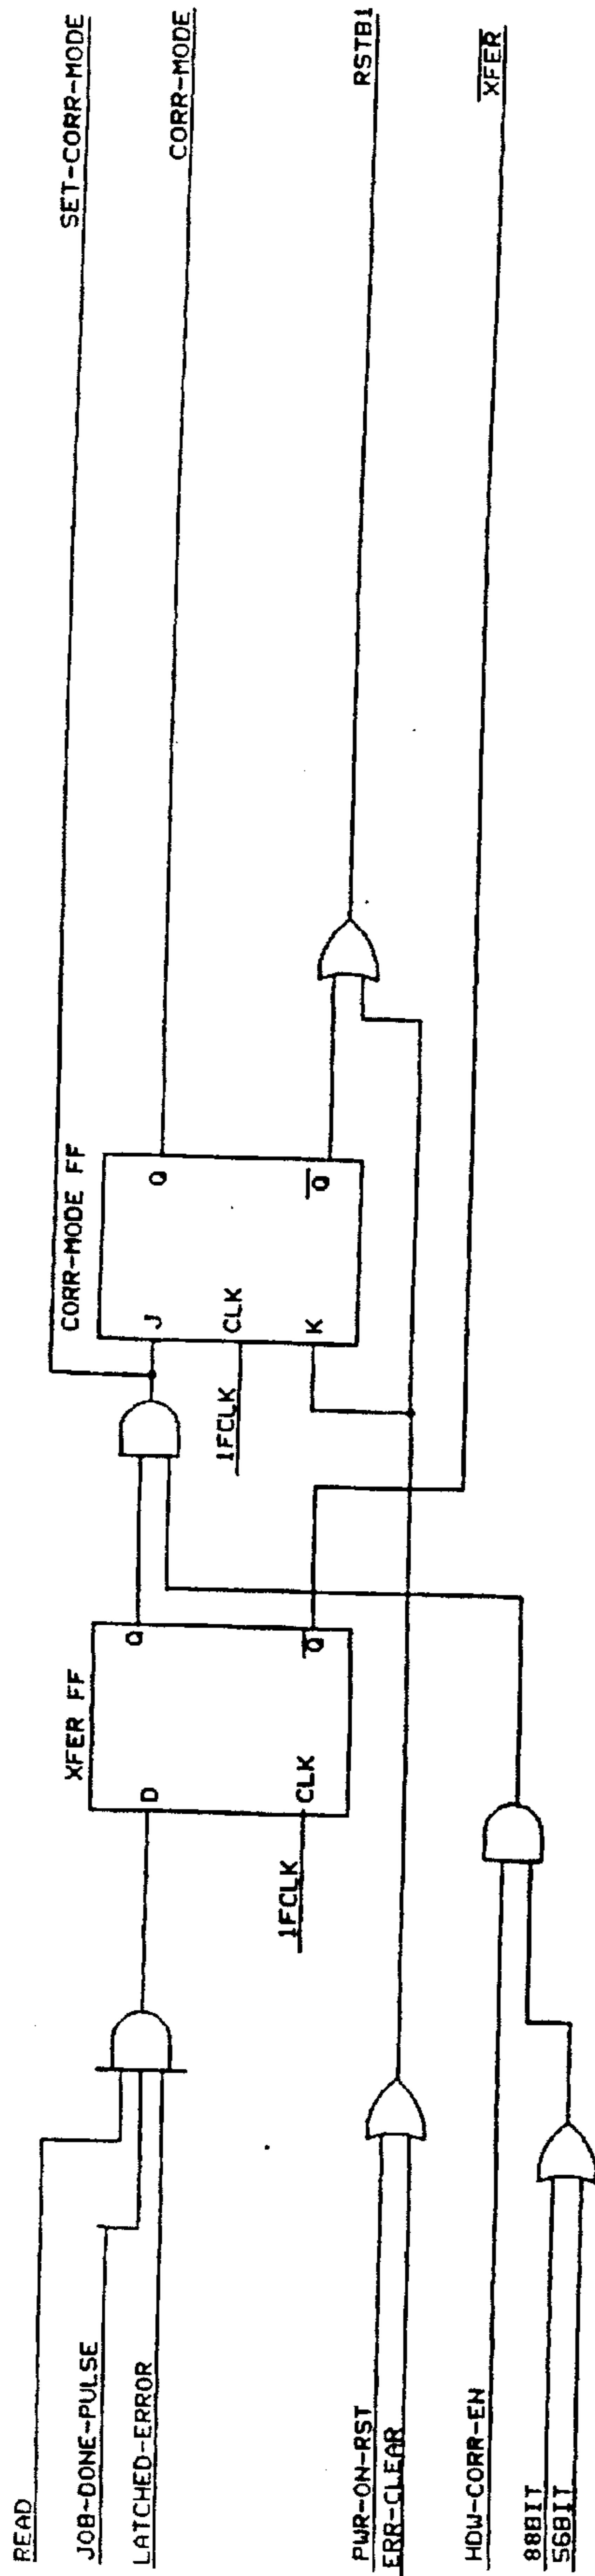 READ
JOB-DONE-PULSE
LATCHED-ERROR
PWR-ON-RST
ERR-CLEAR
HDW-CORR-EN
88BIT
56BIT
XFER FF
D
CLK
Q
Q
1FCLK
CORR-MODE FF
J
CLK
K
Q
Q
1FCLK
SET-CORR-MODE
CORR-MODE
RSTB1
XFER